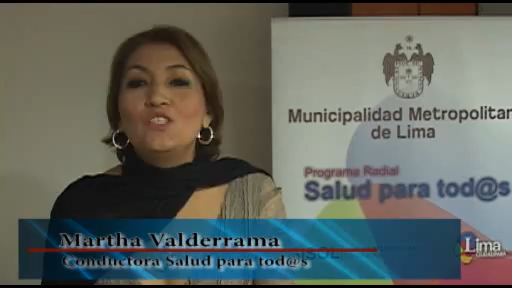 Municipalidad Metropolitan
de Lima
Programa Radial
Salud para tod@s
Martha Valderrama
Conductora Salud para tod@s
Lima